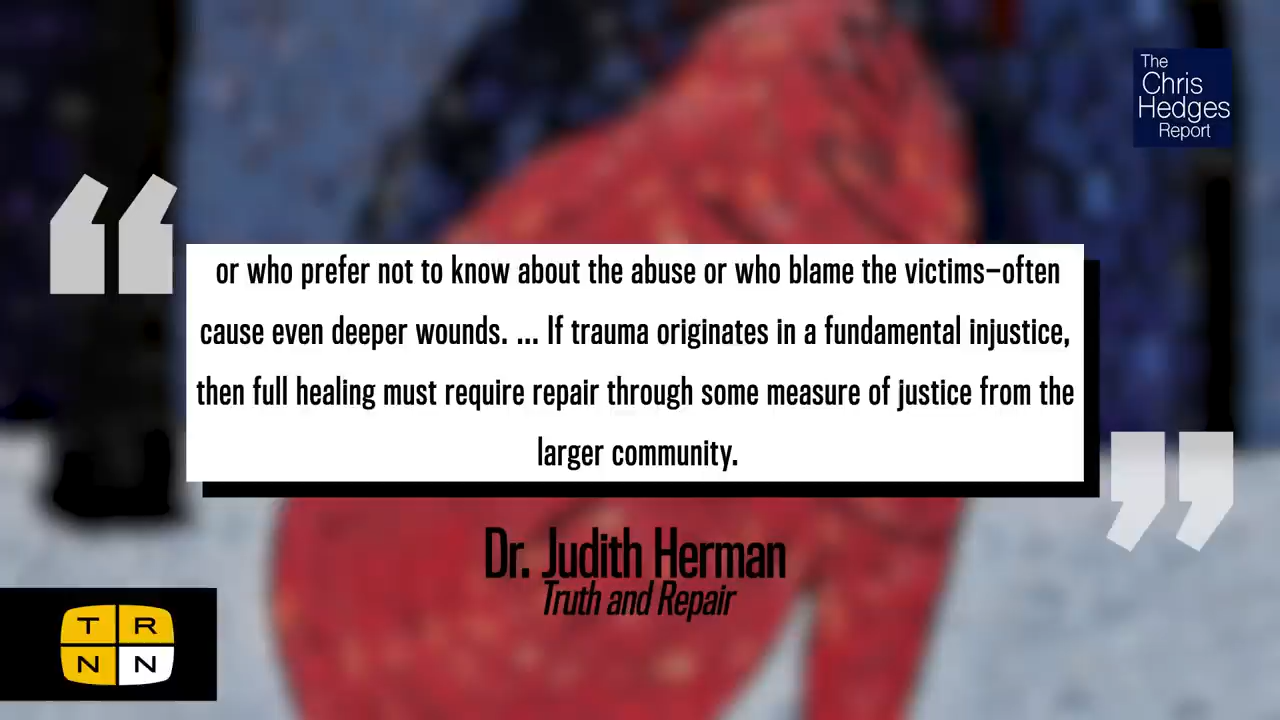 The
Chris
Hedges
Report
“
or who prefer not to know about the abuse or who blame the victims–often
cause even deeper wounds. ... If trauma originates in a fundamental injustice,
then full healing must require repair through some measure of justice from the
larger community.
”
Dr. Judith Herman
Truth and Repair
T R
N N